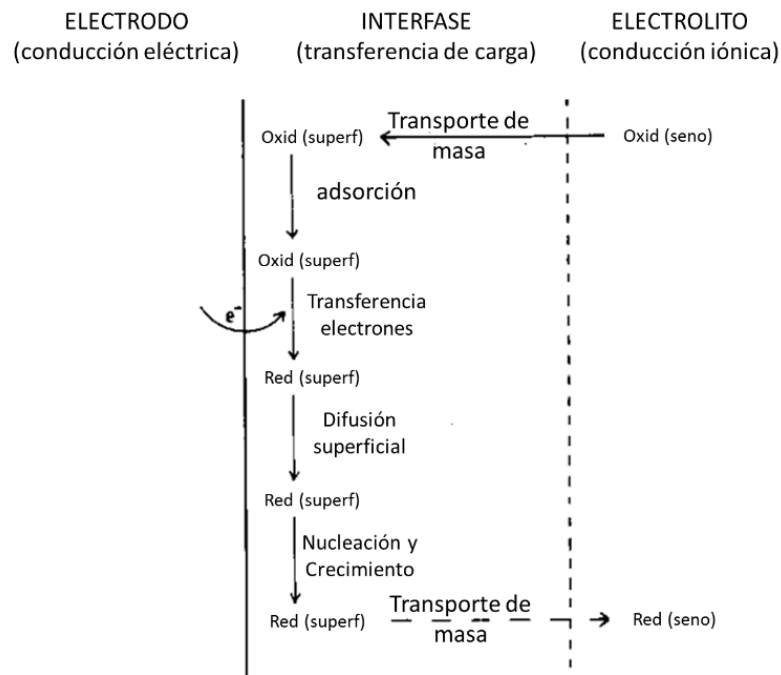 ELECTRODO
(conducción eléctrica)
INTERFASE
(transferencia de carga)
ELECTROLITO
(conducción iónica)
Oxid (superf)
Transporte de
masa
Oxid (seno)
adsorción
Oxid (superf)
e⁻
Transferencia
electrones
Red (superf)
Difusión
superficial
Red (superf)
Nucleación y
Crecimiento
Red (superf)
Transporte de
masa
Red (seno)